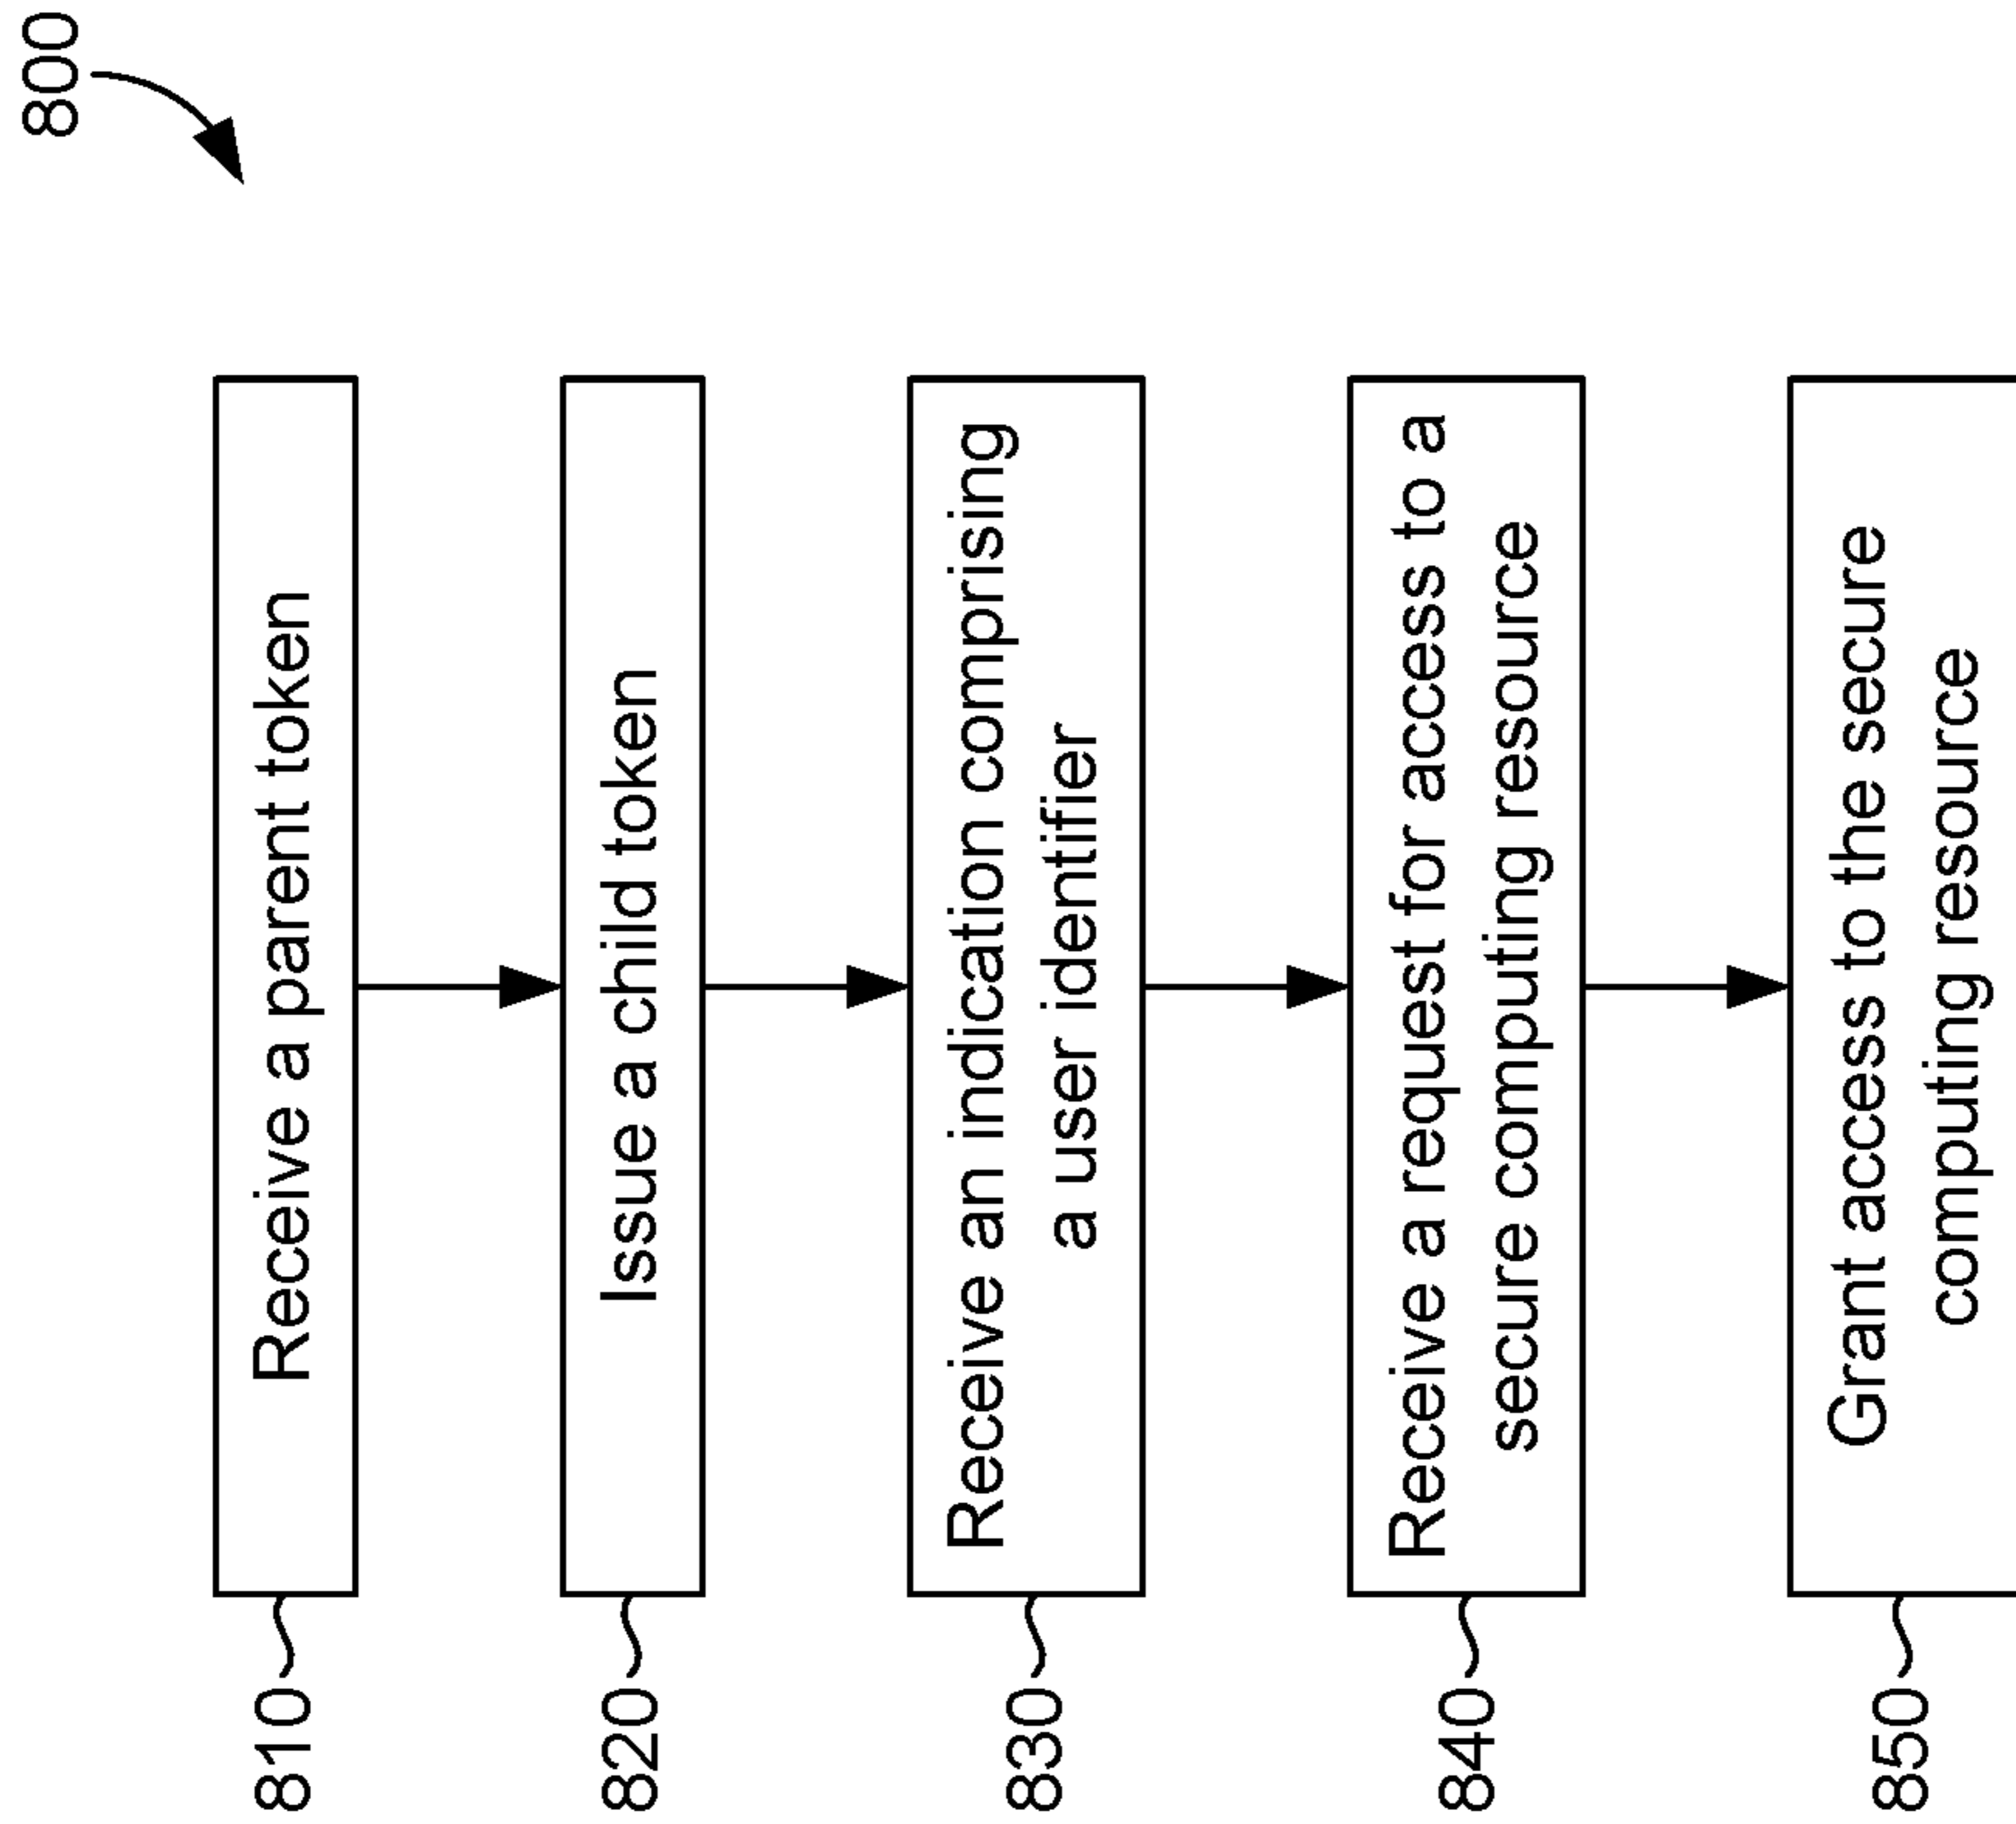 800
810
Receive a parent token
820
Issue a child token
830
Receive an indication comprising
a user identifier
840
Receive a request for access to a
secure computing resource
850
Grant access to the secure
computing resource